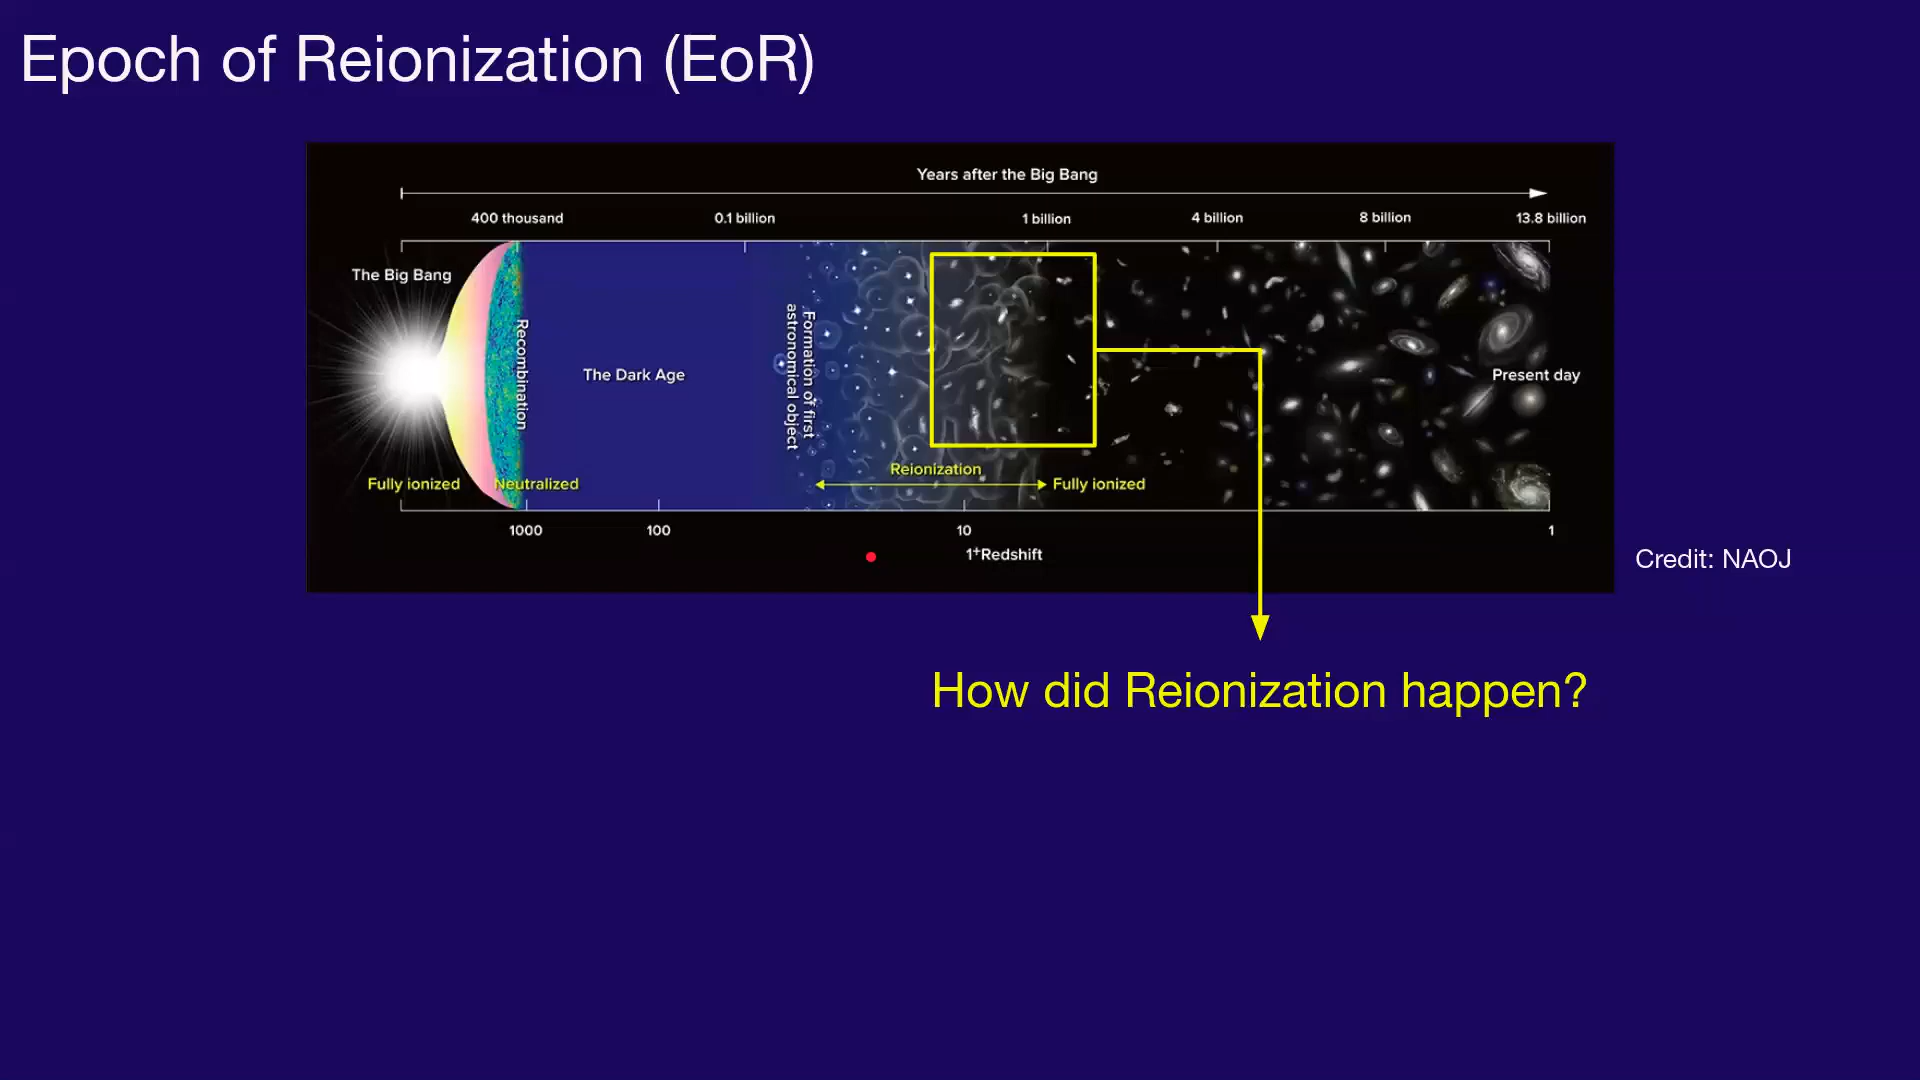 Epoch of Reionization (EoR)
Years after the Big Bang
400 thousand 0.1 billion 1 billion 4 billion 8 billion 13.8 billion
The Big Bang
Recombination
The Dark Age
Formation of first
astronomical object
Present day
Reionization
Fully ionized Neutralized Fully ionized
1000 100 10 1
1+Redshift
Credit: NAOJ
How did Reionization happen?